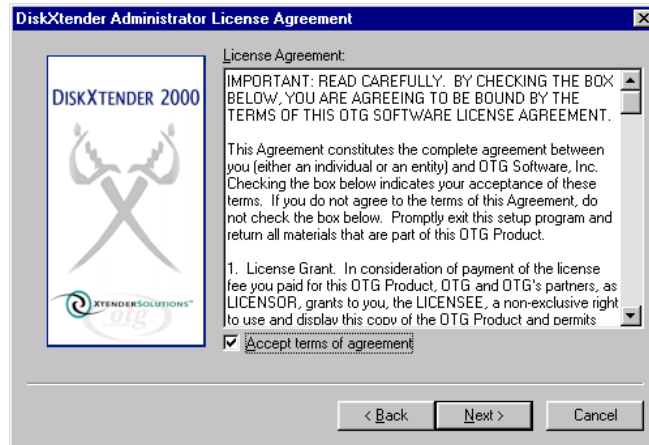 DiskXtender Administrator License Agreement
License Agreement:
DISKXTENDER 2000
XTENDERSOLUTIONS™
otg
IMPORTANT: READ CAREFULLY. BY CHECKING THE BOX
BELOW, YOU ARE AGREEING TO BE BOUND BY THE
TERMS OF THIS OTG SOFTWARE LICENSE AGREEMENT.
This Agreement constitutes the complete agreement between
you (either an individual or an entity) and OTG Software, Inc.
Checking the box below indicates your acceptance of these
terms. If you do not agree to the terms of this Agreement, do
not check the box below. Promptly exit this setup program and
return all materials that are part of this OTG Product.
1. License Grant. In consideration of payment of the license
fee you paid for this OTG Product, OTG and OTG's partners, as
LICENSOR, grants to you, the LICENSEE, a non-exclusive right
to use and display this copy of the OTG Product and permits
Accept terms of agreement
< Back
Next >
Cancel